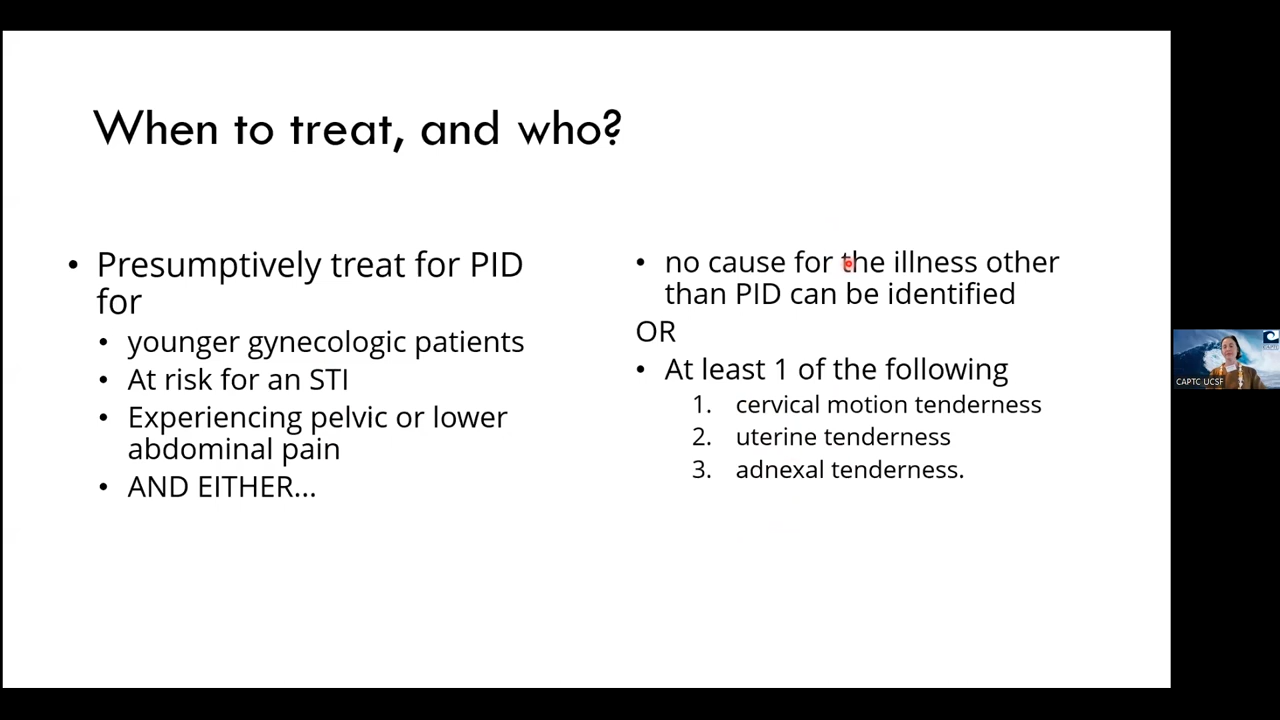 When to treat, and who?
• Presumptively treat for PID
for
• younger gynecologic patients
• At risk for an STI
• Experiencing pelvic or lower
abdominal pain
• AND EITHER...
• no cause for the illness other
than PID can be identified
OR
• At least 1 of the following
1. cervical motion tenderness
2. uterine tenderness
3. adnexal tenderness.
CAPTC UCSF